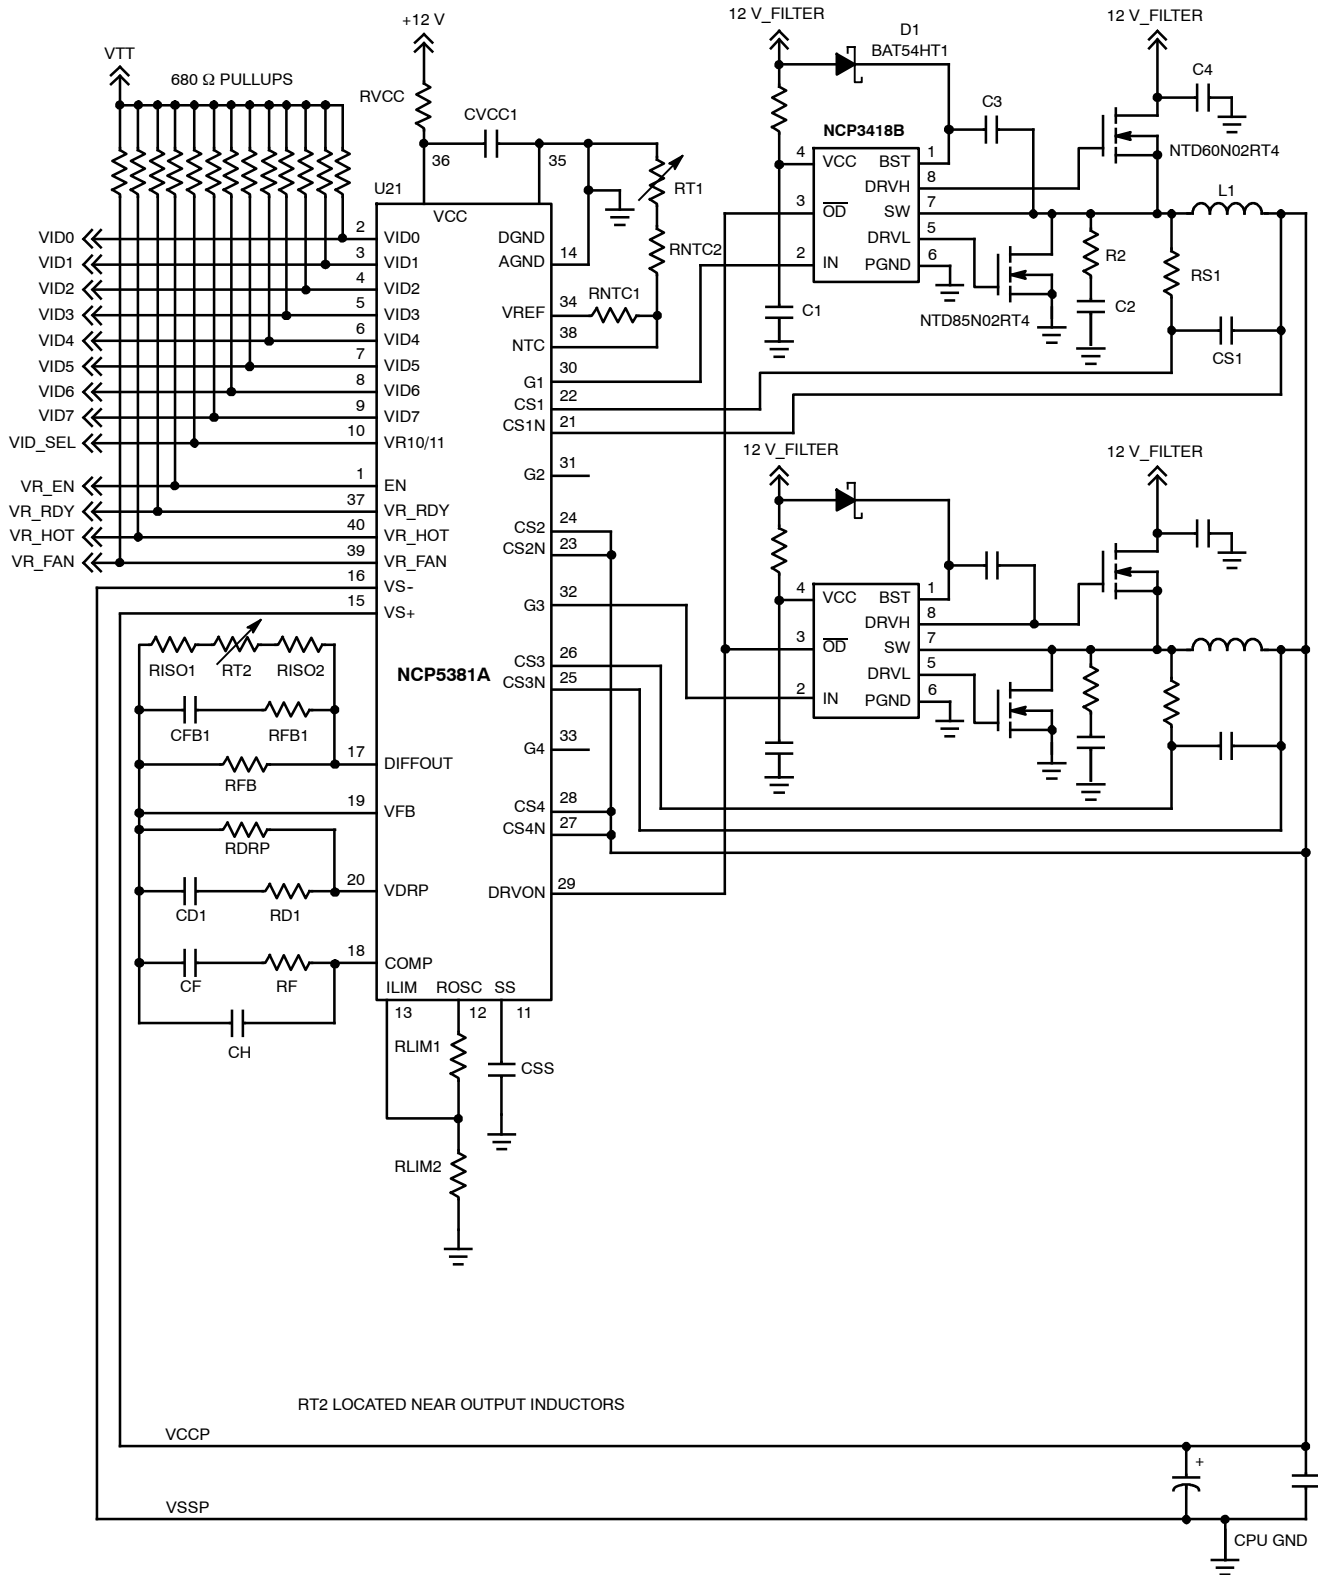 +12 V
12 V_FILTER
D1
BAT54HT1
12 V_FILTER
VTT
680 Ω PULLUPS
RVCC
CVCC1
C3
C4
NCP3418B
NTD60N02RT4
36
35
RT1
U21
VCC
4
VCC
BST
1
DRVH
8
3
OD
SW
7
DRVL
5
2
IN
PGND
6
L1
R2
RS1
C1
NTD85N02RT4
C2
CS1
VID0
2
VID0
DGND
VID1
3
VID1
AGND
14
RNTC2
VID2
4
VID2
RNTC1
VID3
5
VID3
VREF
34
VID4
6
VID4
NTC
38
VID5
7
VID5
G1
30
VID6
8
VID6
CS1
22
VID7
9
VID7
CS1N
21
VID_SEL
10
VR10/11
G2
31
VR_EN
1
EN
VR_RDY
37
VR_RDY
CS2
24
VR_HOT
40
VR_HOT
CS2N
23
VR_FAN
39
VR_FAN
16
VS-
15
VS+
G3
32
12 V_FILTER
12 V_FILTER
4
VCC
BST
1
DRVH
8
3
OD
SW
7
DRVL
5
2
IN
PGND
6
RISO1
RT2
RISO2
NCP5381A
CS3
26
CS3N
25
CFB1
RFB1
G4
33
17
DIFFOUT
RFB
19
VFB
CS4
28
CS4N
27
RDRP
20
VDRP
DRVON
29
CD1
RD1
18
COMP
CF
RF
ILIM
ROSC
SS
13
12
11
CH
RLIM1
CSS
RLIM2
RT2 LOCATED NEAR OUTPUT INDUCTORS
VCCP
+
VSSP
CPU GND